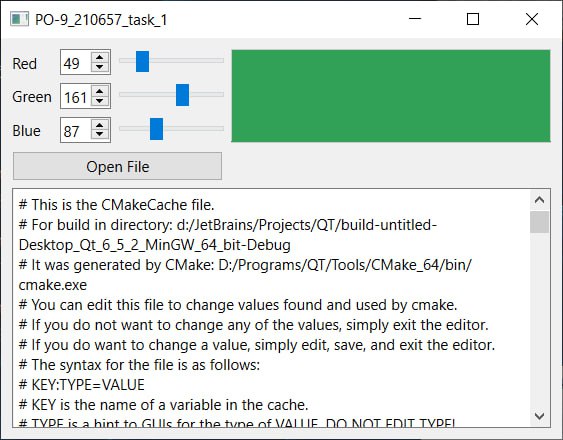 PO-9_210657_task_1
Red 49
Green 161
Blue 87
Open File
# This is the CMakeCache file.
# For build in directory: d:/JetBrains/Projects/QT/build-untitled-
Desktop_Qt_6_5_2_MinGW_64_bit-Debug
# It was generated by CMake: D:/Programs/QT/Tools/CMake_64/bin/
cmake.exe
# You can edit this file to change values found and used by cmake.
# If you do not want to change any of the values, simply exit the editor.
# If you do want to change a value, simply edit, save, and exit the editor.
# The syntax for the file is as follows:
# KEY:TYPE=VALUE
# KEY is the name of a variable in the cache.
# TYPE is a hint to GUIs for the type of VALUE, DO NOT EDIT TYPE!.